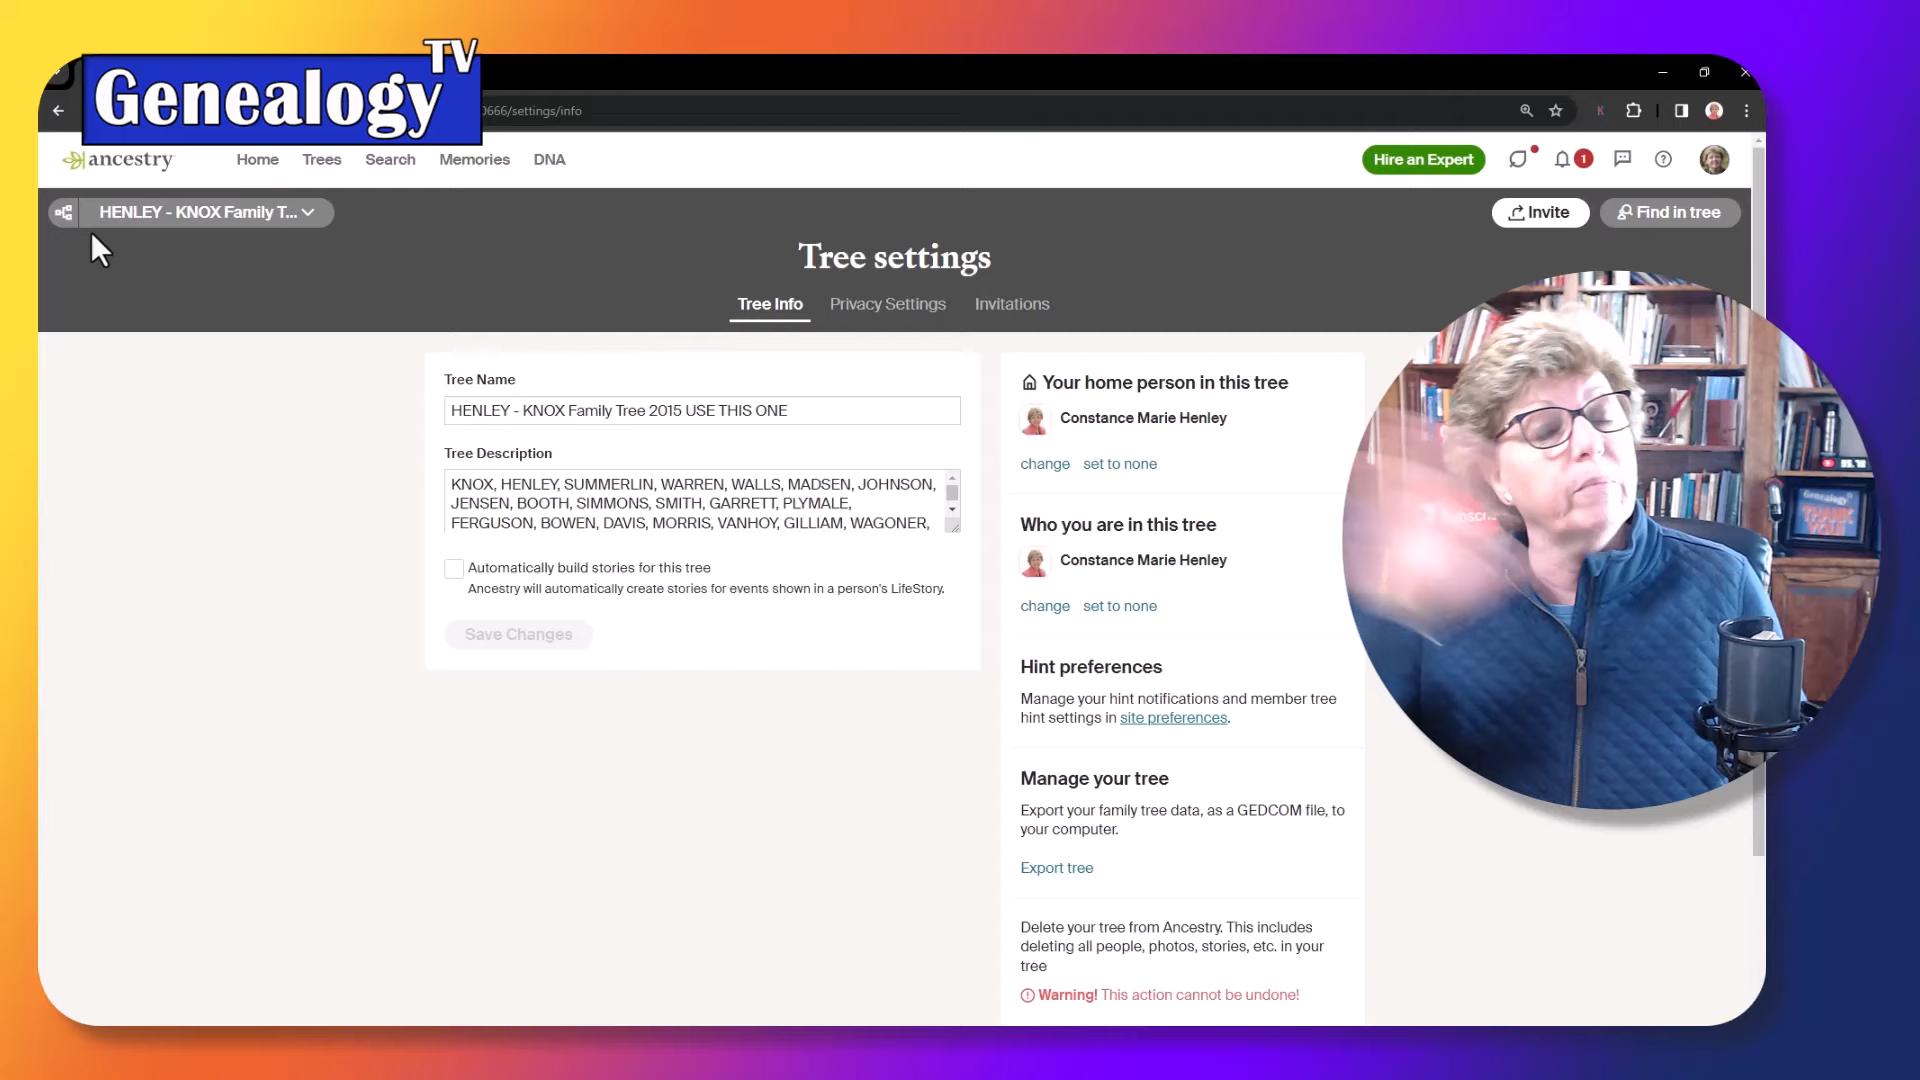 Genealogy TV
0666/settings/info
ancestry
Home
Trees
Search
Memories
DNA
Hire an Expert
1
HENLEY - KNOX Family T...
Invite
Find in tree
Tree settings
Tree Info
Privacy Settings
Invitations
Tree Name
HENLEY - KNOX Family Tree 2015 USE THIS ONE
Tree Description
KNOX, HENLEY, SUMMERLIN, WARREN, WALLS, MADSEN, JOHNSON,
JENSEN, BOOTH, SIMMONS, SMITH, GARRETT, PLYMALE,
FERGUSON, BOWEN, DAVIS, MORRIS, VANHOY, GILLIAM, WAGONER,
Automatically build stories for this tree
Ancestry will automatically create stories for events shown in a person's LifeStory.
Save Changes
Your home person in this tree
Constance Marie Henley
change
set to none
Who you are in this tree
Constance Marie Henley
change
set to none
Hint preferences
Manage your hint notifications and member tree
hint settings in site preferences.
Manage your tree
Export your family tree data, as a GEDCOM file, to
your computer.
Export tree
Delete your tree from Ancestry. This includes
deleting all people, photos, stories, etc. in your
tree
Warning! This action cannot be undone!
K
Genealogy
THANK
YOU!